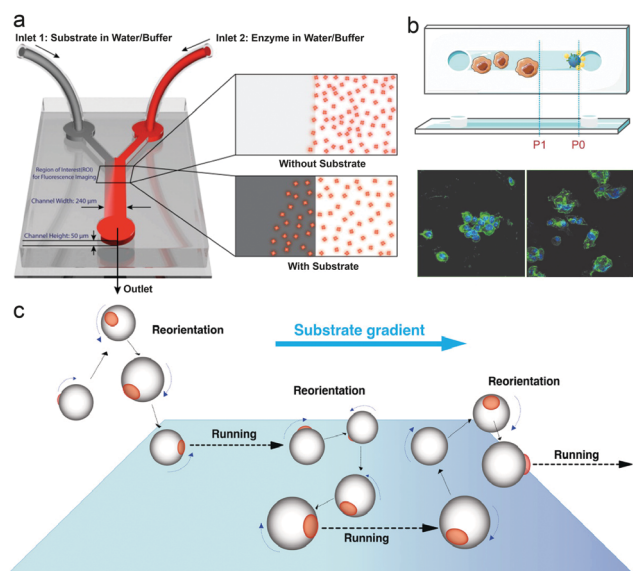 a
Inlet 1: Substrate in Water/Buffer
Inlet 2: Enzyme in Water/Buffer
Region of Interest(ROI)
for Fluorescence Imaging
Channel Width: 240 μm
Channel Height: 50 μm
Outlet
Without Substrate
With Substrate
b
P1
P0
c
Reorientation
Substrate gradient
Reorientation
Reorientation
Running
Running
Running